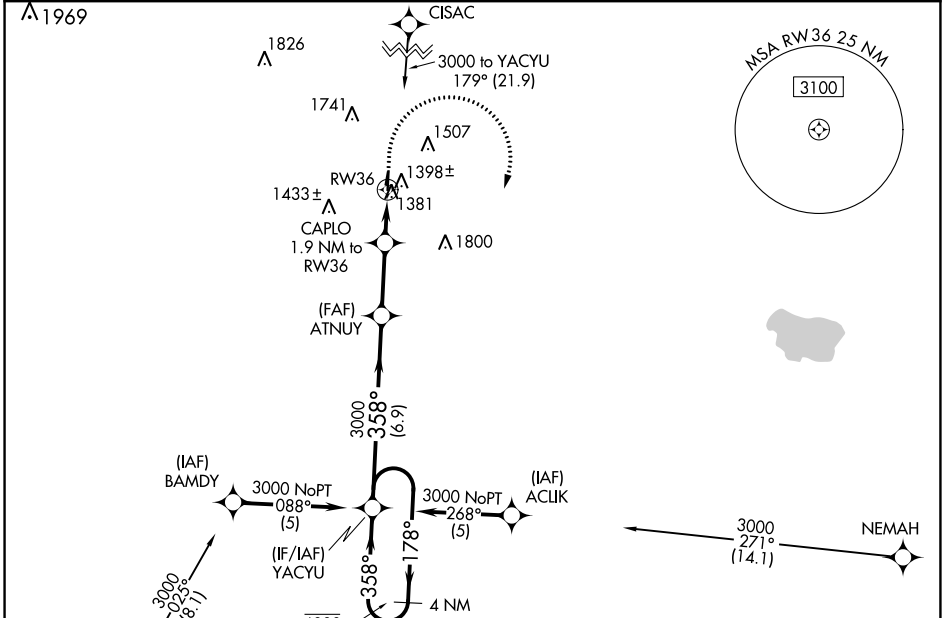 1969
CISAC
1826
3000 to YACYU
179° (21.9)
MSA RW36 25 NM
3100
1741
1507
RW36
1398±
1433±
1381
CAPLO
1.9 NM to
RW36
1800
(FAF)
ATNUY
3000
358°
(6.9)
(IAF)
BAMDY
3000 NoPT
088°
(5)
(IAF)
ACLIK
3000 NoPT
268°
(5)
(IF/IAF)
YACYU
358°
178°
4 NM
3000
271°
(14.1)
NEMAH
3000
025°